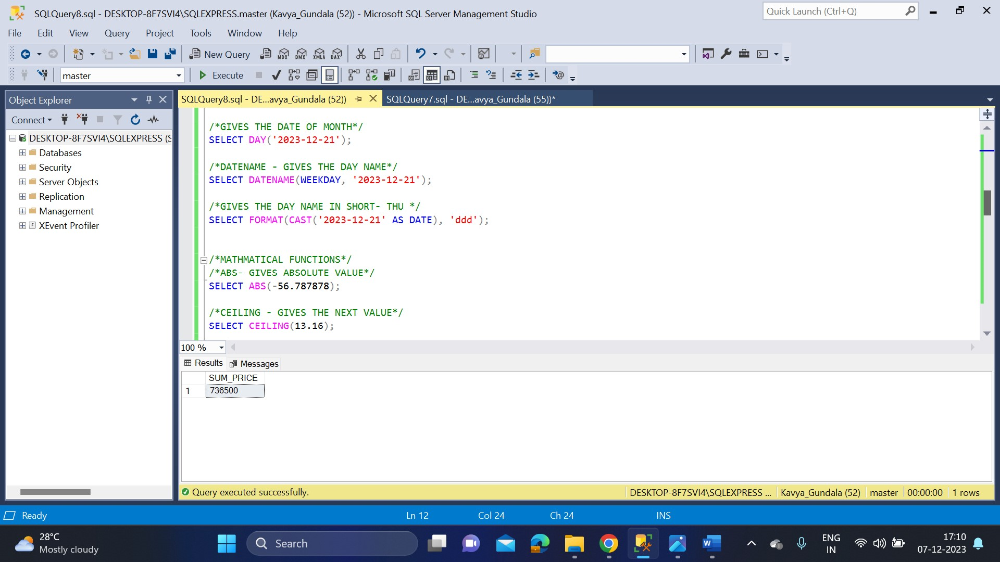 SQLQuery8.sql - DESKTOP-8F7SVI4\SQLEXPRESS.master (Kavya_Gundala (52)) - Microsoft SQL Server Management Studio
Quick Launch (Ctrl+Q)
File Edit View Query Project Tools Window Help
New Query MDX DMX XMLA DAX
master Execute
Object Explorer
SQLQuery8.sql - DE...avya_Gundala (52)) SQLQuery7.sql - DE...avya_Gundala (55))*
Connect
DESKTOP-8F7SVI4\SQLEXPRESS (S
Databases
Security
Server Objects
Replication
Management
XEvent Profiler
/*GIVES THE DATE OF MONTH*/
SELECT DAY('2023-12-21');
/*DATENAME - GIVES THE DAY NAME*/
SELECT DATENAME(WEEKDAY, '2023-12-21');
/*GIVES THE DAY NAME IN SHORT- THU */
SELECT FORMAT(CAST('2023-12-21' AS DATE), 'ddd');
/*MATHMATICAL FUNCTIONS*/
/*ABS- GIVES ABSOLUTE VALUE*/
SELECT ABS(-56.787878);
/*CEILING - GIVES THE NEXT VALUE*/
SELECT CEILING(13.16);
100 %
Results Messages
SUM_PRICE
1 736500
Query executed successfully. DESKTOP-8F7SVI4\SQLEXPRESS ... Kavya_Gundala (52) master 00:00:00 1 rows
Ready Ln 12 Col 24 Ch 24 INS
28°C
Mostly cloudy
Search
ENG
IN
17:10
07-12-2023